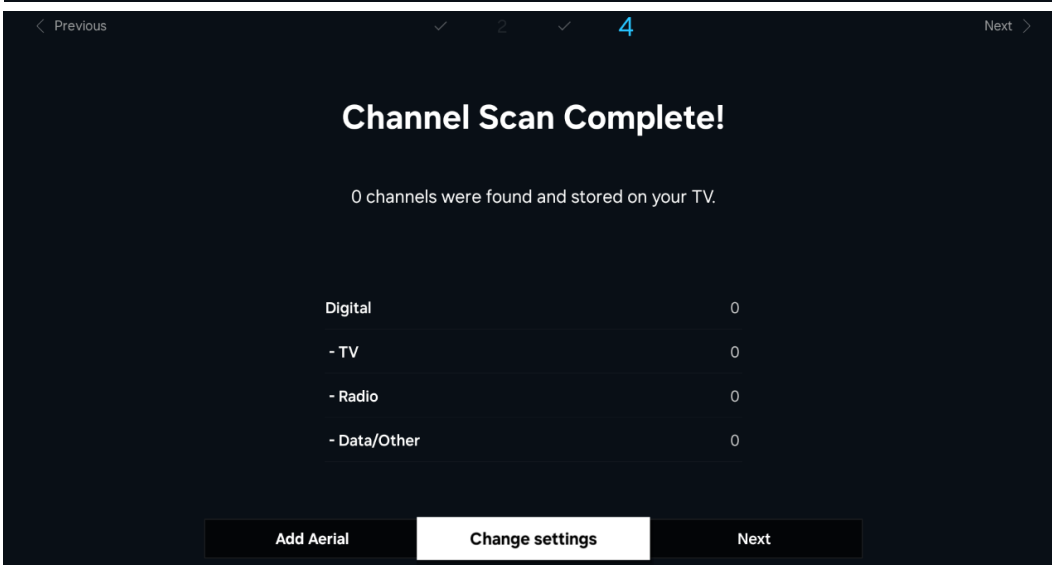 Previous
2
4
Next
Channel Scan Complete!
0 channels were found and stored on your TV.
Digital 0
- TV 0
- Radio 0
- Data/Other 0
Add Aerial Change settings Next